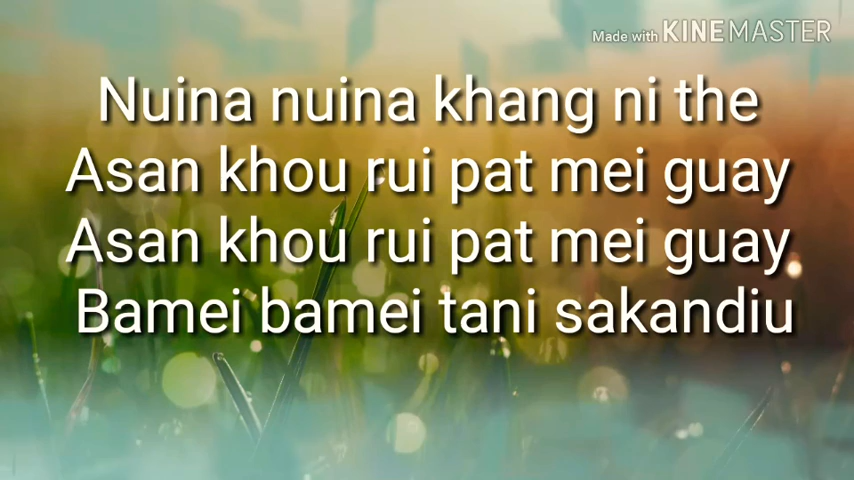 Made with KINEMASTER
Nuina nuina khang ni the
Asan khou rui pat mei guay
Asan khou rui pat mei guay
Bamei bamei tani sakandiu